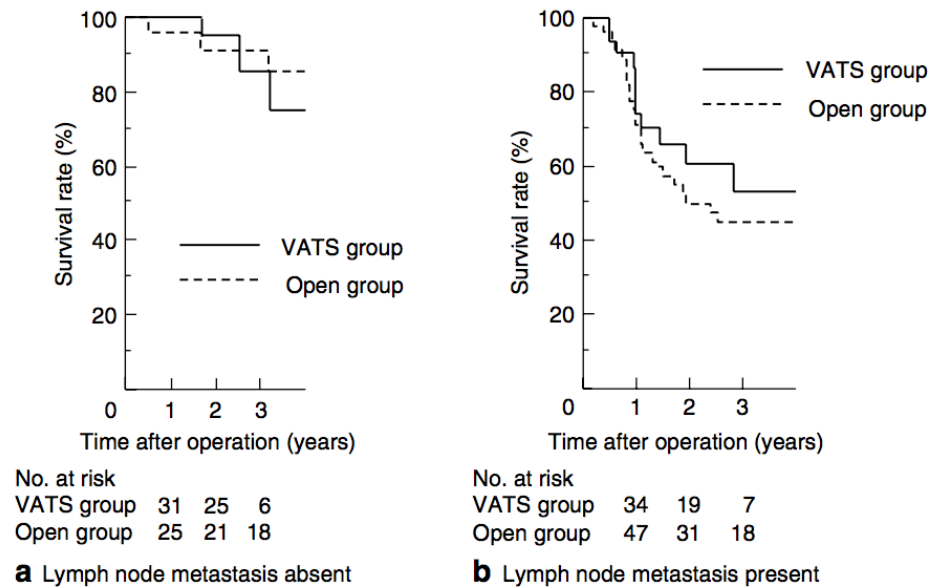 100
80
60
40
20
0
Survival rate (%)
VATS group
Open group
1 2 3
Time after operation (years)
No. at risk
VATS group 31 25 6
Open group 25 21 18
a Lymph node metastasis absent
100
80
60
40
20
0
Survival rate (%)
VATS group
Open group
1 2 3
Time after operation (years)
No. at risk
VATS group 34 19 7
Open group 47 31 18
b Lymph node metastasis present